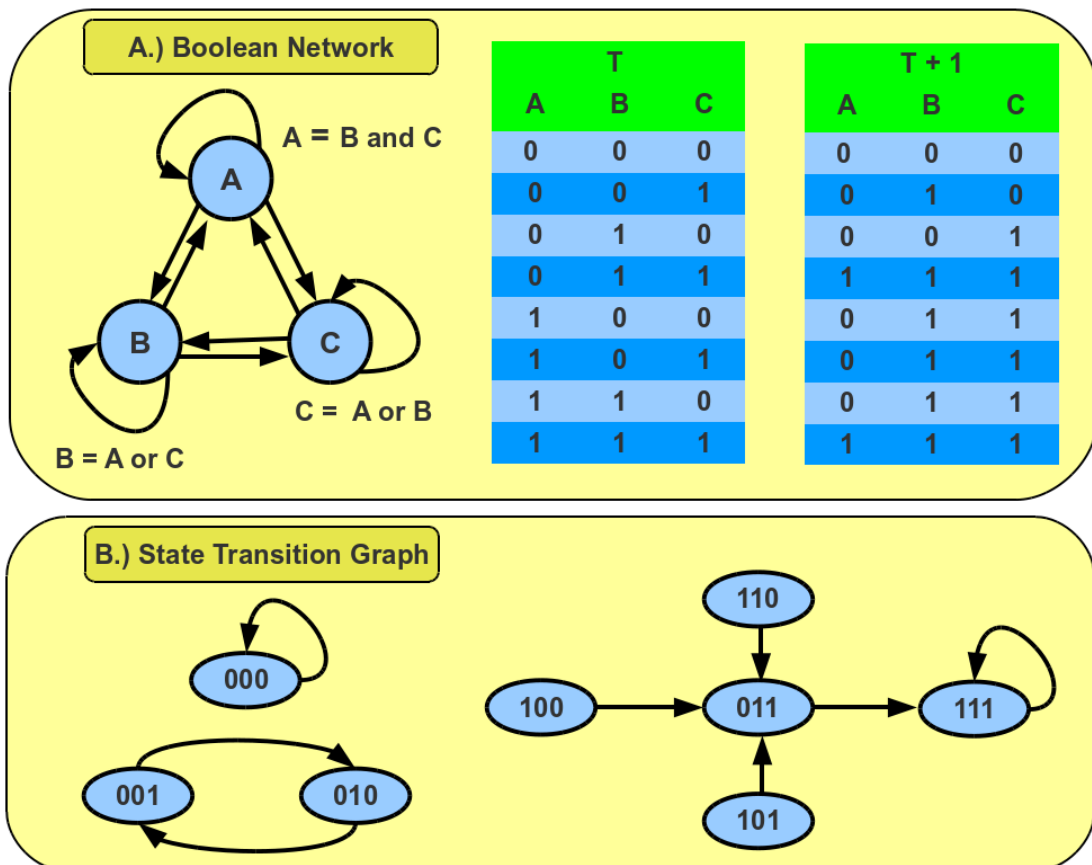 A.) Boolean Network
A = B and C
A
B
C
C = A or B
B = A or C
T
A B C
0 0 0
0 0 1
0 1 0
0 1 1
1 0 0
1 0 1
1 1 0
1 1 1
T + 1
A B C
0 0 0
0 1 0
0 0 1
1 1 1
0 1 1
0 1 1
0 1 1
1 1 1
B.) State Transition Graph
000
001
010
110
100
011
111
101